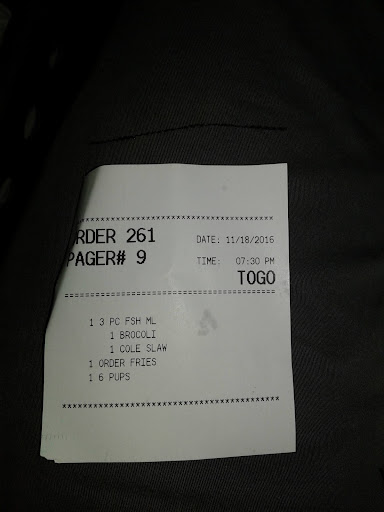 ****************************************
ORDER 261 DATE: 11/18/2016
PAGER# 9 TIME: 07:30 PM
TOGO
========================================
1 3 PC FSH ML
1 BROCOLI
1 COLE SLAW
1 ORDER FRIES
1 6 PUPS
****************************************